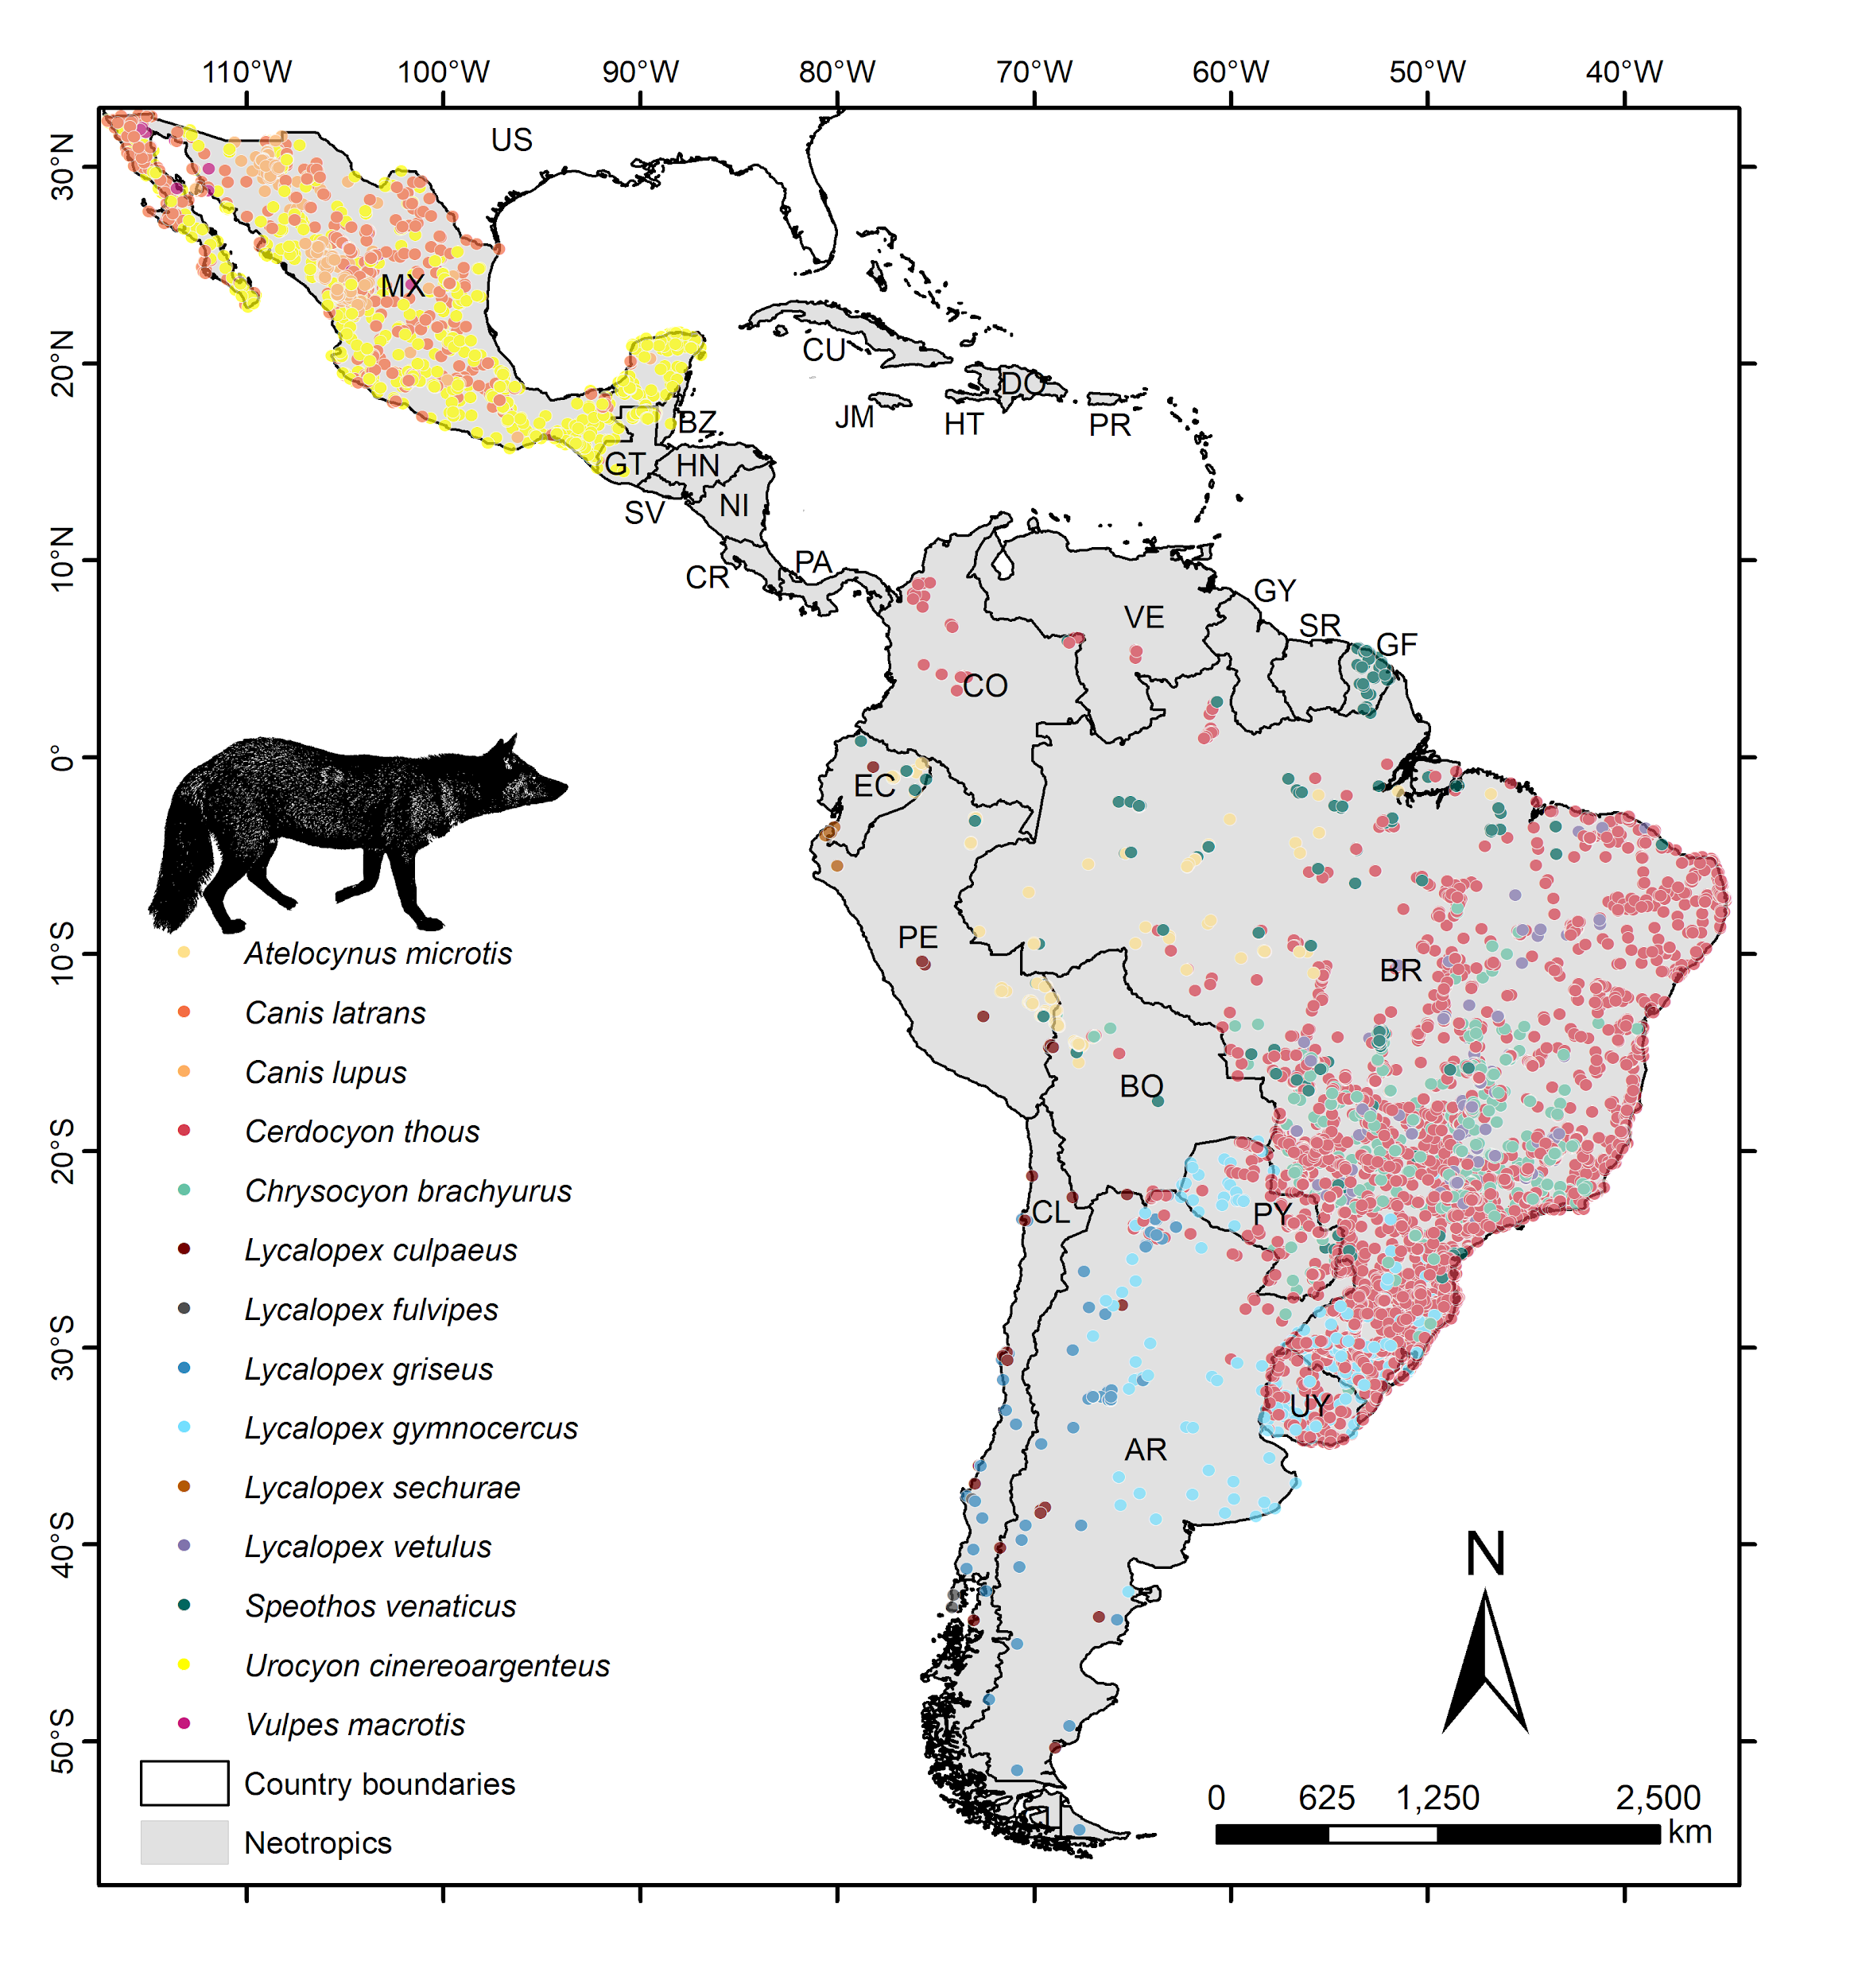 110°W 100°W 90°W 80°W 70°W 60°W 50°W 40°W
30°N
20°N
10°N
0°
10°S
20°S
30°S
40°S
50°S
US
MX
CU
DO
JM
HT
PR
BZ
GT
HN
SV
NI
CR
PA
VE
GY
SR
GF
CO
EC
PE
BR
BO
CL
PY
UY
AR
Atelocynus microtis
Canis latrans
Canis lupus
Cerdocyon thous
Chrysocyon brachyurus
Lycalopex culpaeus
Lycalopex fulvipes
Lycalopex griseus
Lycalopex gymnocercus
Lycalopex sechurae
Lycalopex vetulus
Speothos venaticus
Urocyon cinereoargenteus
Vulpes macrotis
Country boundaries
Neotropics
N
0 625 1,250 2,500
km